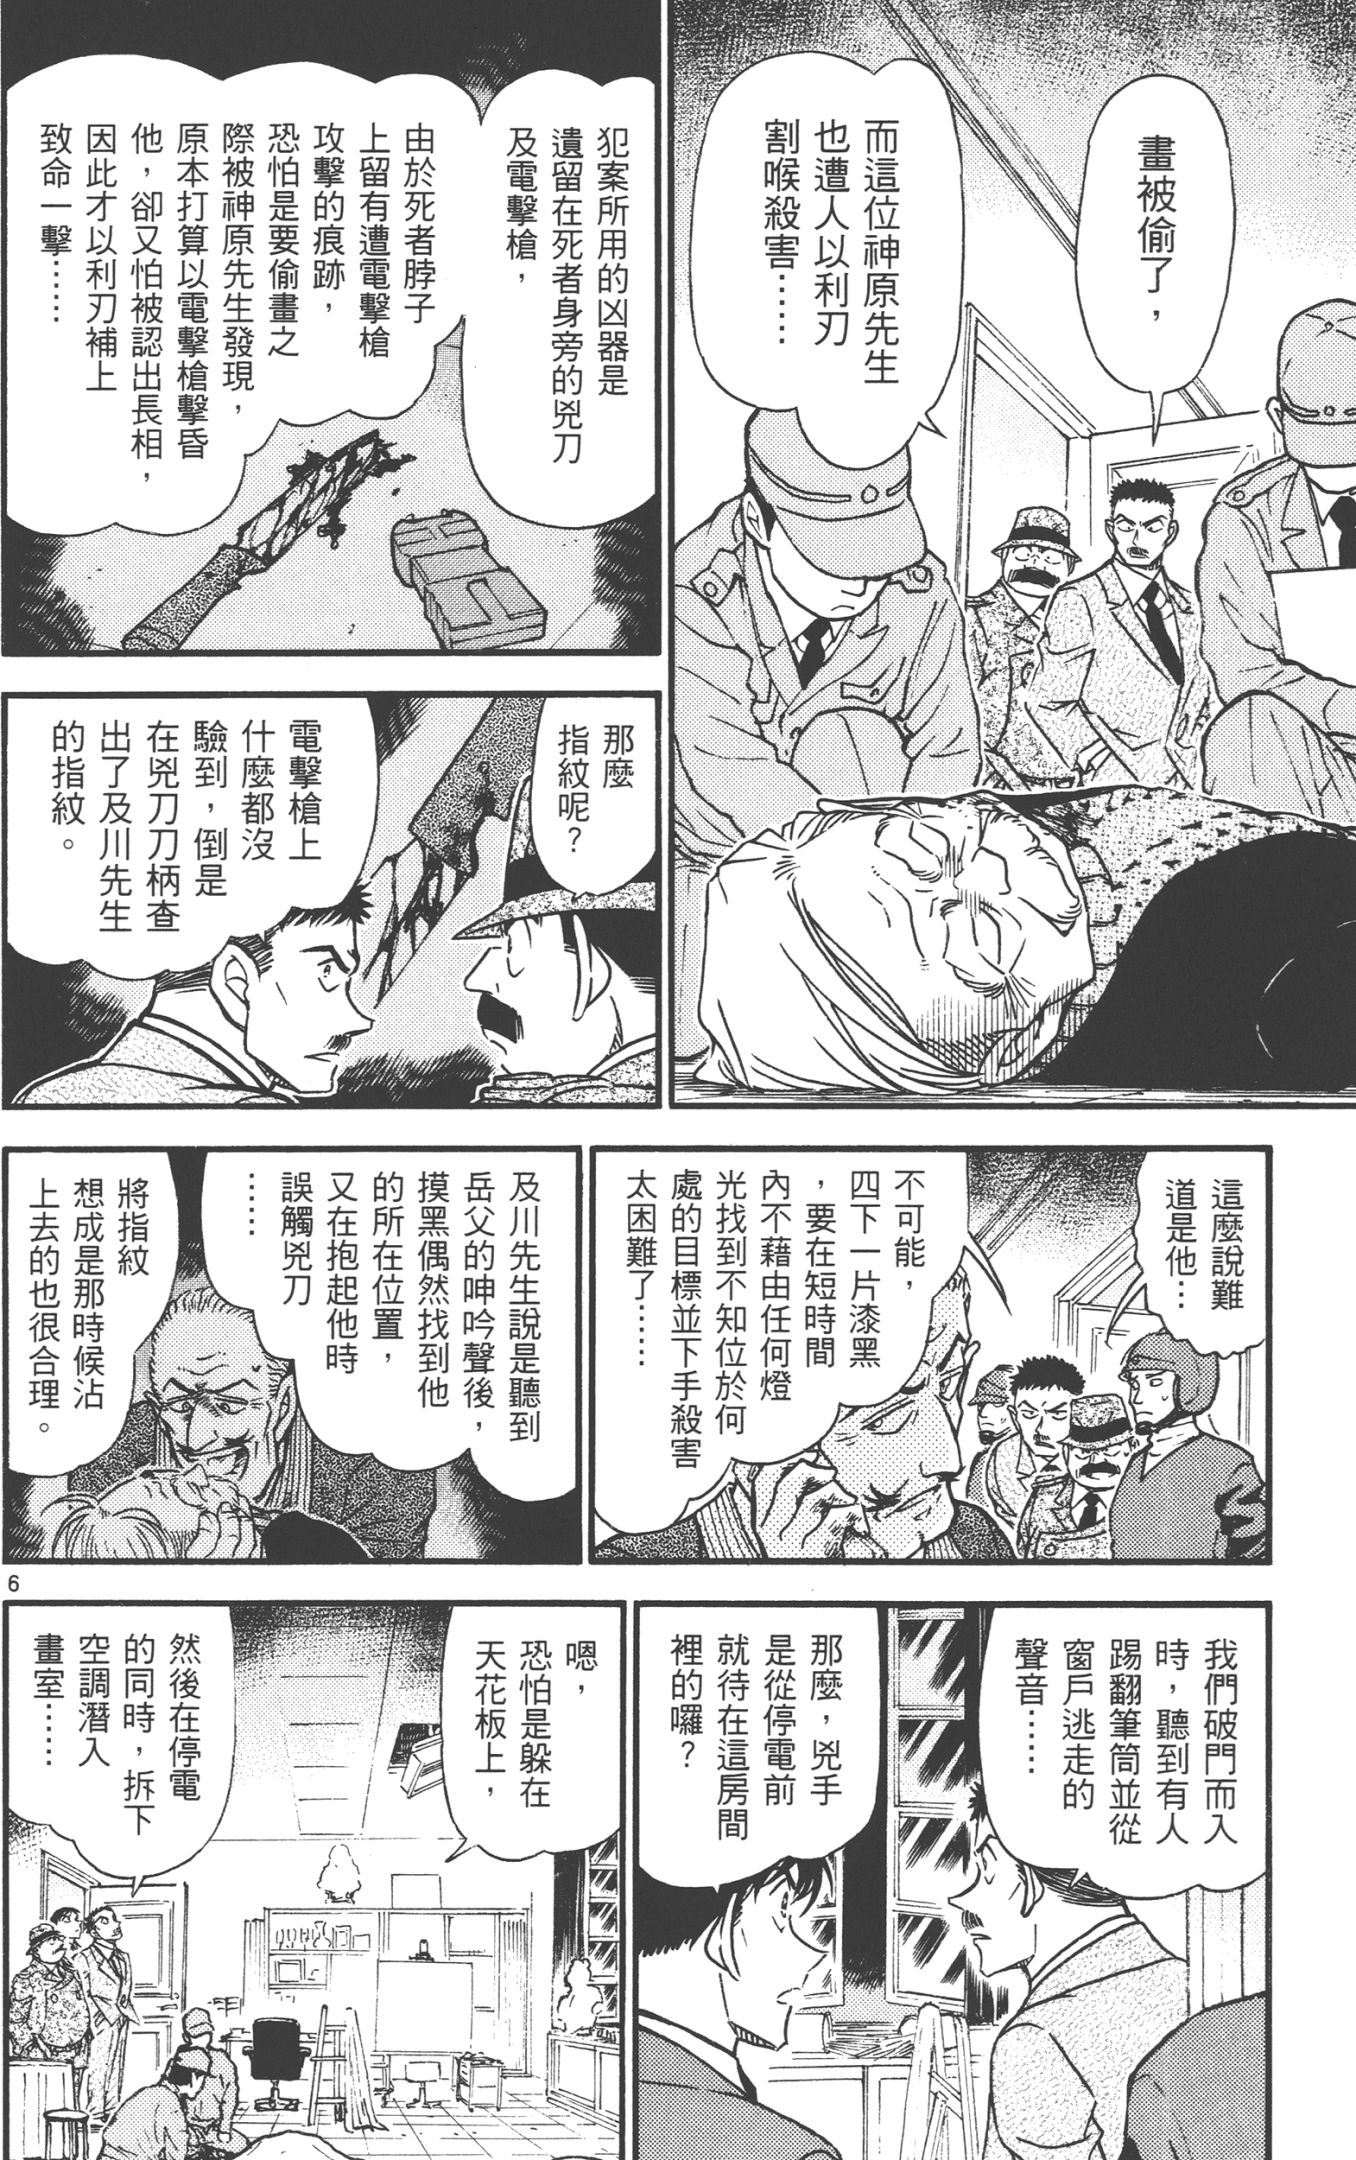 畫被偷了，
而這位神原先生
也遭人以利刃
割喉殺害⋯⋯
犯案所用的凶器是
遺留在死者身旁的兇刀
及電擊槍，
由於死者脖子
上留有遭電擊槍
攻擊的痕跡，
恐怕是要偷畫之
際被神原先生發現，
原本打算以電擊槍擊昏
他，卻又怕被認出長相，
因此才以利刃補上
致命一擊⋯⋯
那麼
指紋呢？
電擊槍上
什麼都沒
驗到，倒是
在兇刀刀柄查
出了及川先生
的指紋。
這麼說難
道是他⋯
不可能，
四下一片漆黑
，要在短時間
內不藉由任何燈
光找到不知位於何
處的目標並下手殺害
太困難了⋯⋯
及川先生說是聽到
岳父的呻吟聲後，
摸黑偶然找到他
的所在位置，
又在抱起他時
誤觸兇刀
⋯⋯
將指紋
想成是那時候沾
上去的也很合理。
我們破門而入
時，聽到有人
踢翻筆筒並從
窗戶逃走的
聲音⋯⋯
那麼，兇手
是從停電前
就待在這房間
裡的囉？
嗯，
恐怕是躲在
天花板上，
然後在停電
的同時，拆下
空調潛入
畫室⋯⋯
6